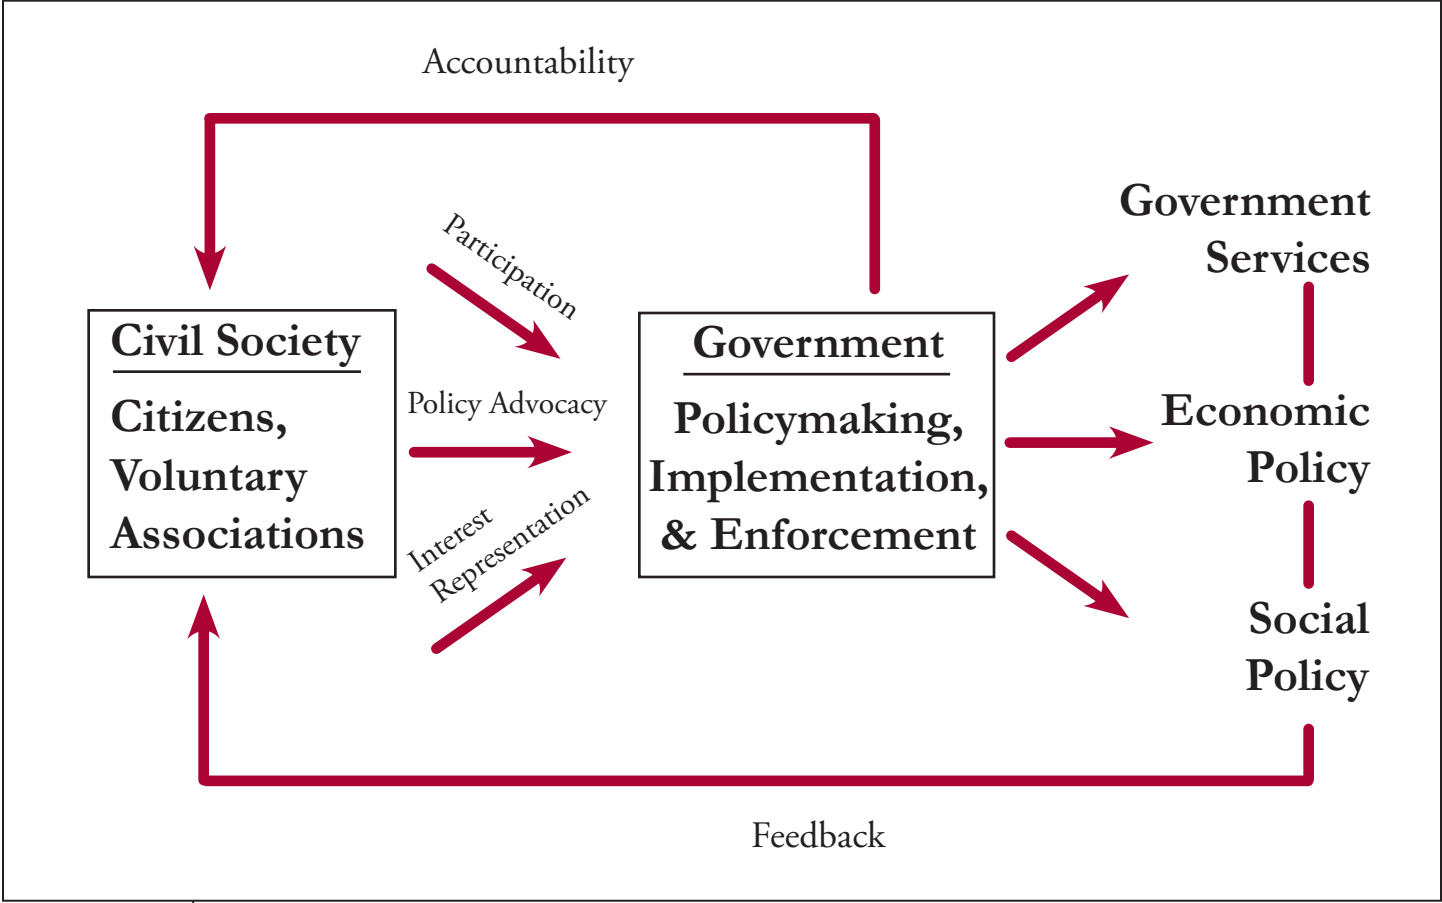 Accountability
Participation
Policy Advocacy
Interest
Representation
Civil Society
Citizens,
Voluntary
Associations
Government
Policymaking,
Implementation,
& Enforcement
Government
Services
Economic
Policy
Social
Policy
Feedback